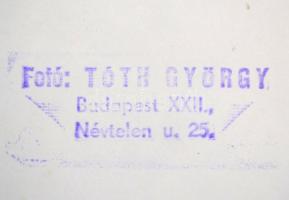 Fotó: TÓTH GYÖRGY
Budapest XXII.,
Névtelen u. 25.